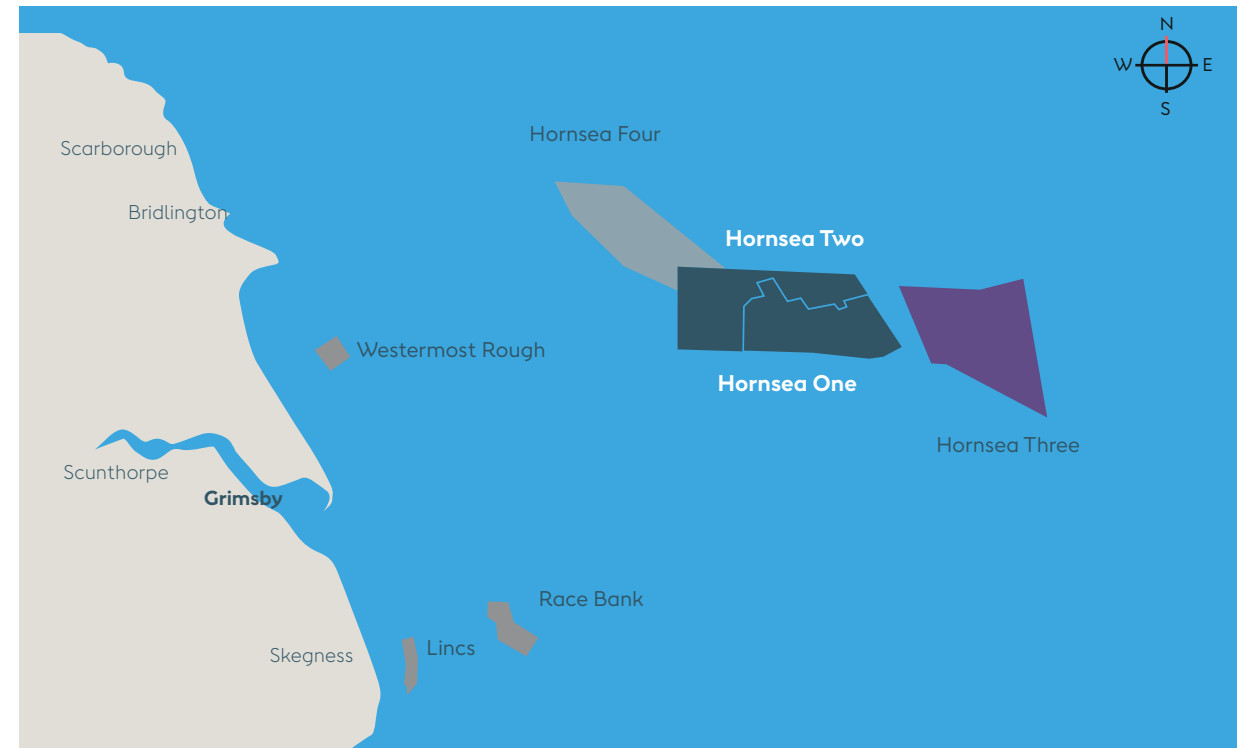 N
W
E
S
Hornsea Four
Scarborough
Bridlington
Hornsea Two
Westermost Rough
Hornsea One
Hornsea Three
Scunthorpe
Grimsby
Race Bank
Lincs
Skegness